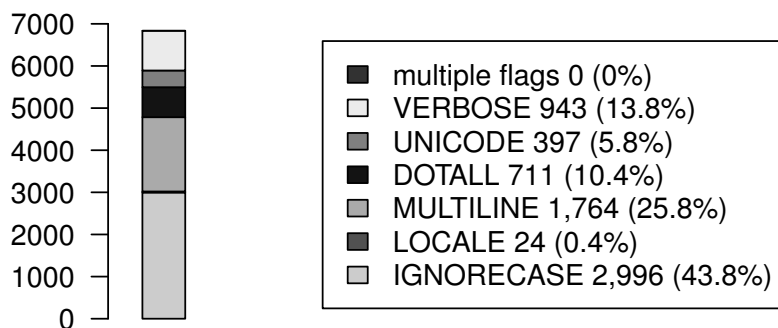 7000
6000
5000
4000
3000
2000
1000
0
multiple flags 0 (0%)
VERBOSE 943 (13.8%)
UNICODE 397 (5.8%)
DOTALL 711 (10.4%)
MULTILINE 1,764 (25.8%)
LOCALE 24 (0.4%)
IGNORECASE 2,996 (43.8%)